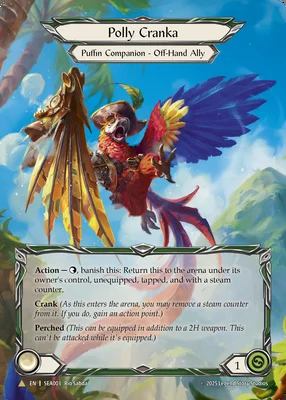 Polly Cranka
Puffin Companion - Off-Hand Ally
Action — , banish this: Return this to the arena under its
owner's control, unequipped, tapped, and with a steam
counter.
Crank (As this enters the arena, you may remove a steam counter
from it. If you do, gain an action point.)
Perched (This can be equipped in addition to a 2H weapon. This
can't be attacked while it's equipped.)
1
EN | SEA001 Rio Sabda
2025 Legend Story Studios